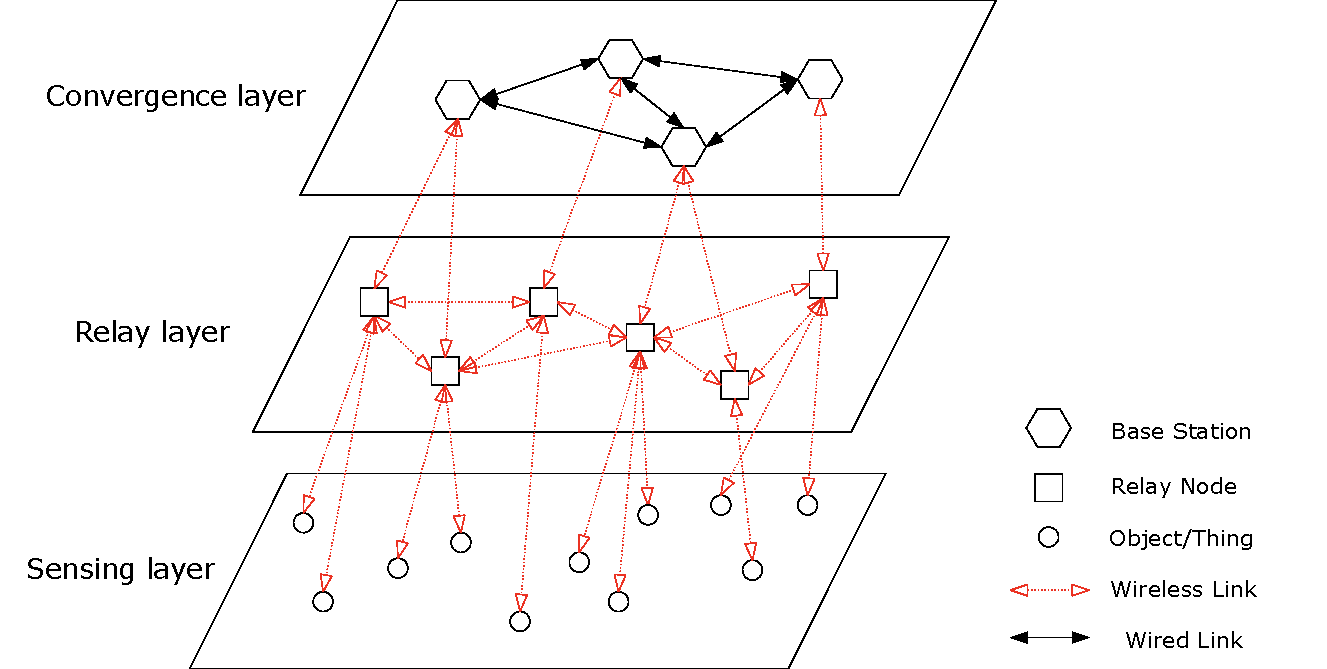 Convergence layer
Relay layer
Sensing layer
Base Station
Relay Node
Object/Thing
Wireless Link
Wired Link